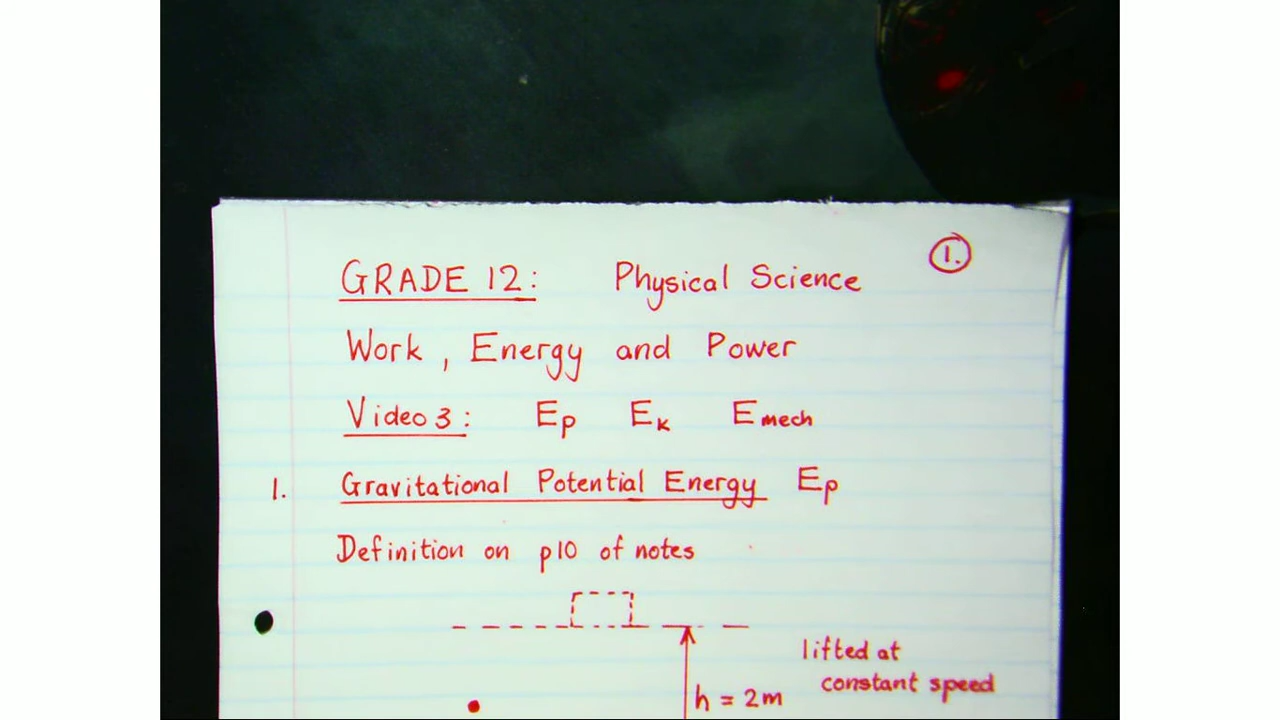 1.
GRADE 12: Physical Science
Work, Energy and Power
Video 3: Ep Ek Emech
1. Gravitational Potential Energy Ep
Definition on p10 of notes
lifted at
constant speed
h = 2m